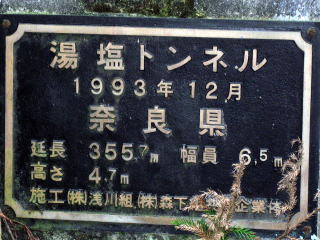 湯塩トンネル
1993年12月
奈良県
延長 355.7m 幅員 6.5m
高さ 4.7m
施工 ㈱浅川組 ㈱森下 企業体